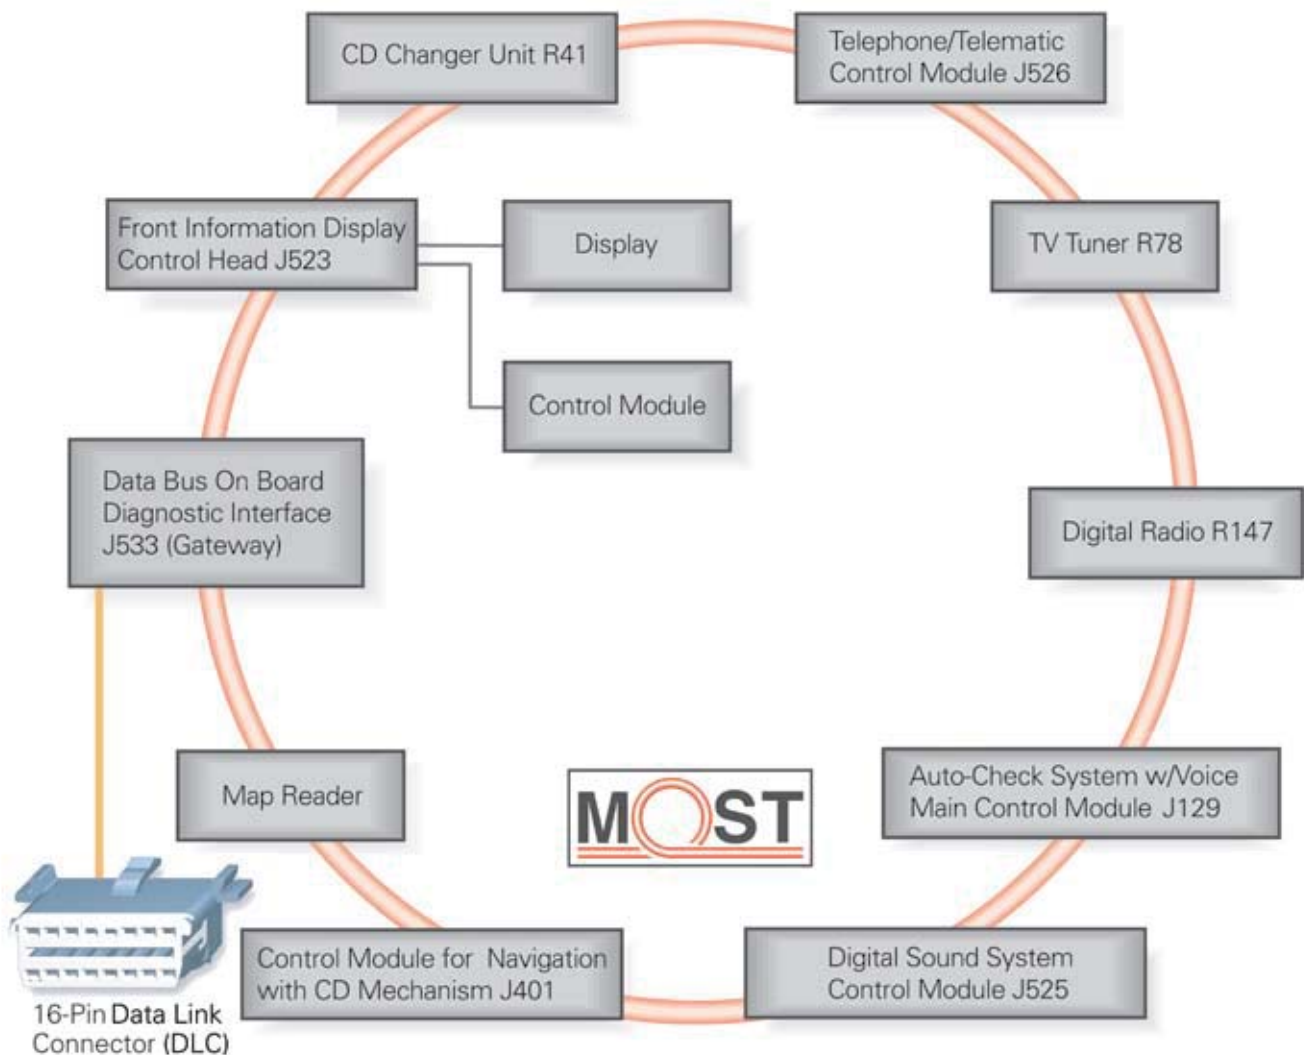 CD Changer Unit R41
Telephone/Telematic
Control Module J526
Front Information Display
Control Head J523
Display
TV Tuner R78
Control Module
Data Bus On Board
Diagnostic Interface
J533 (Gateway)
Digital Radio R147
Map Reader
MOST
Auto-Check System w/Voice
Main Control Module J129
Control Module for Navigation
with CD Mechanism J401
Digital Sound System
Control Module J525
16-Pin Data Link
Connector (DLC)